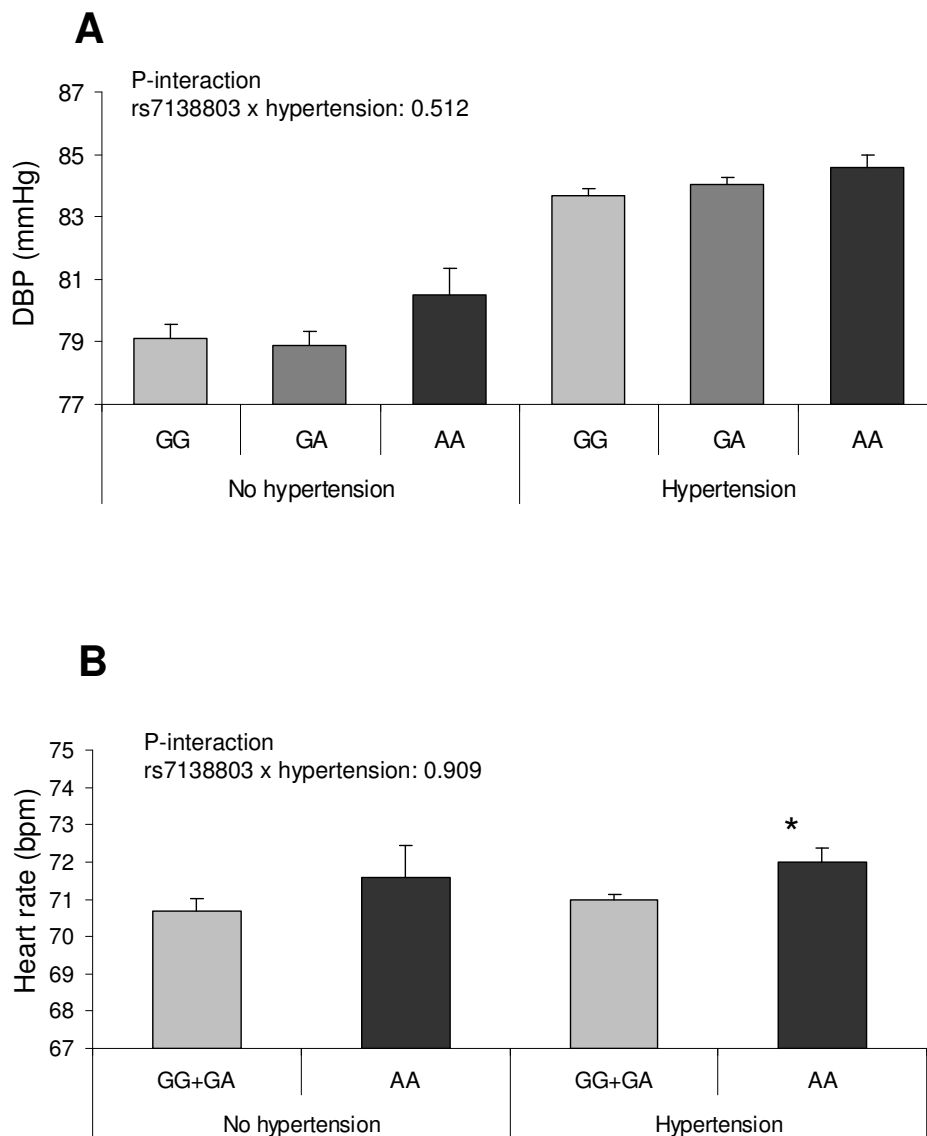 A
P-interaction
rs7138803 x hypertension: 0.512
DBP (mmHg)
87
85
83
81
79
77
GG GA AA GG GA AA
No hypertension Hypertension
B
P-interaction
rs7138803 x hypertension: 0.909
Heart rate (bpm)
75
74
73
72
71
70
69
68
67
*
GG+GA AA GG+GA AA
No hypertension Hypertension